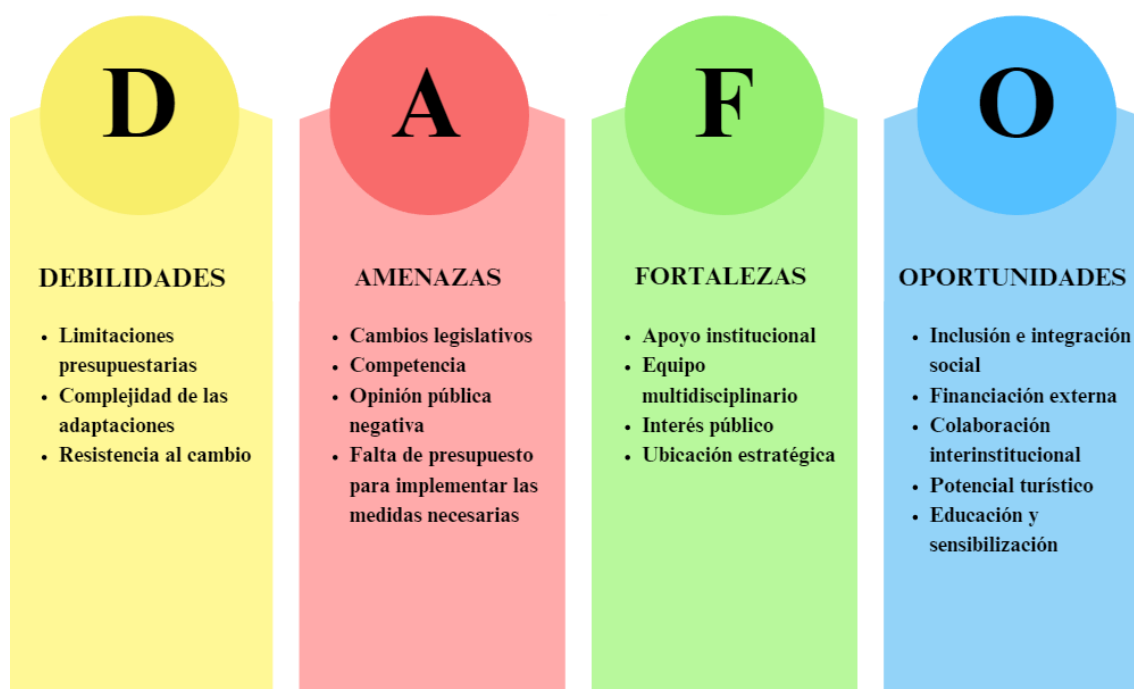 D
DEBILIDADES
• Limitaciones
presupuestarias
• Complejidad de las
adaptaciones
• Resistencia al cambio
A
AMENAZAS
• Cambios legislativos
• Competencia
• Opinión pública
negativa
• Falta de presupuesto
para implementar las
medidas necesarias
F
FORTALEZAS
• Apoyo institucional
• Equipo
multidisciplinario
• Interés público
• Ubicación estratégica
O
OPORTUNIDADES
• Inclusión e integración
social
• Financiación externa
• Colaboración
interinstitucional
• Potencial turístico
• Educación y
sensibilización